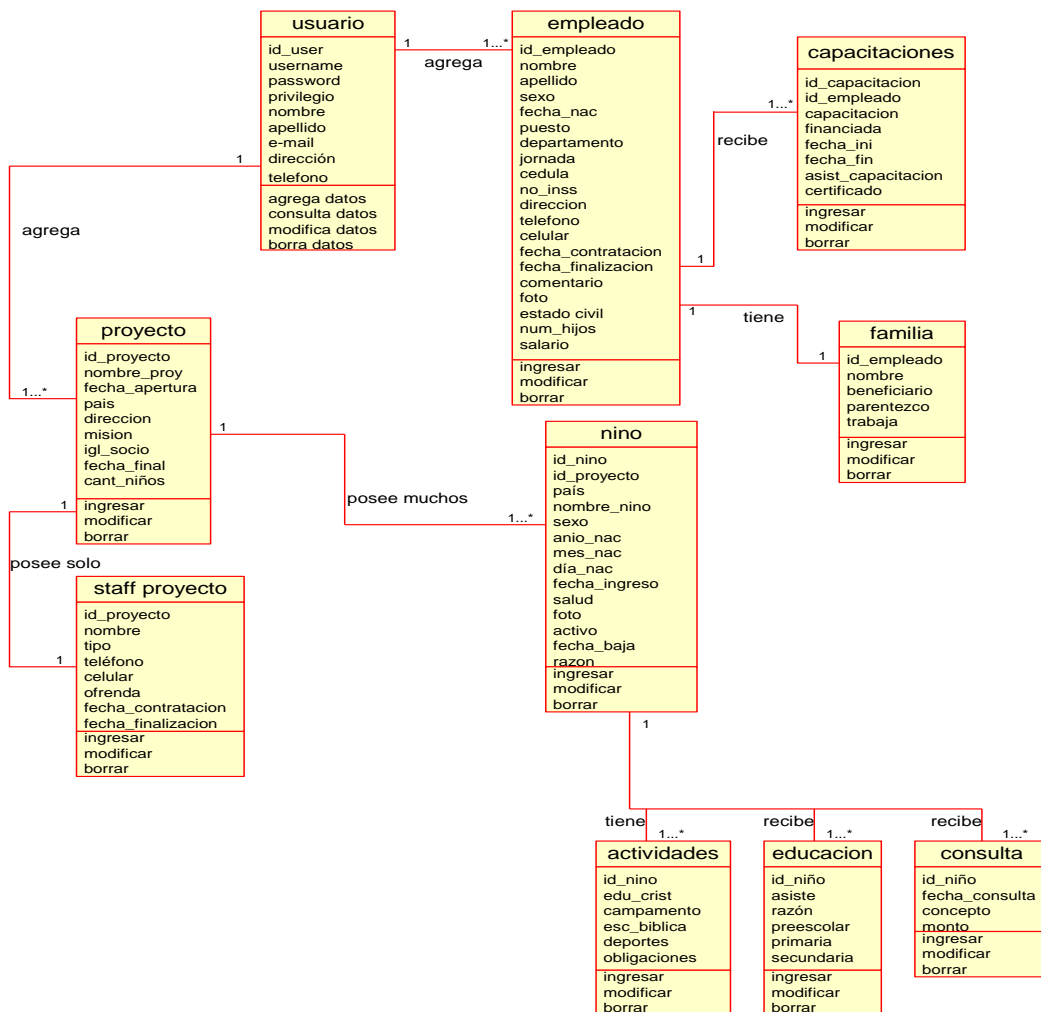 usuario
id_user
username
password
privilegio
nombre
apellido
e-mail
dirección
telefono
agrega datos
consulta datos
modifica datos
borra datos
1
1...*
agrega
empleado
id_empleado
nombre
apellido
sexo
fecha_nac
puesto
departamento
jornada
cedula
no_inss
direccion
telefono
celular
fecha_contratacion
fecha_finalizacion
comentario
foto
estado civil
num_hijos
salario
ingresar
modificar
borrar
1...*
recibe
1
capacitaciones
id_capacitacion
id_empleado
capacitacion
financiada
fecha_ini
fecha_fin
asist_capacitacion
certificado
ingresar
modificar
borrar
1
tiene
1
familia
id_empleado
nombre
beneficiario
parentezco
trabaja
ingresar
modificar
borrar
1
agrega
1...*
proyecto
id_proyecto
nombre_proy
fecha_apertura
pais
direccion
mision
igl_socio
fecha_final
cant_niños
ingresar
modificar
borrar
1
posee muchos
1...*
nino
id_nino
id_proyecto
país
nombre_nino
sexo
anio_nac
mes_nac
día_nac
fecha_ingreso
salud
foto
activo
fecha_baja
razon
ingresar
modificar
borrar
1
posee solo
1
staff proyecto
id_proyecto
nombre
tipo
teléfono
celular
ofrenda
fecha_contratacion
fecha_finalizacion
ingresar
modificar
borrar
1
tiene
1...*
recibe
1...*
recibe
1...*
actividades
id_nino
edu_crist
campamento
esc_biblica
deportes
obligaciones
ingresar
modificar
borrar
educacion
id_niño
asiste
razón
preescolar
primaria
secundaria
ingresar
modificar
borrar
consulta
id_niño
fecha_consulta
concepto
monto
ingresar
modificar
borrar